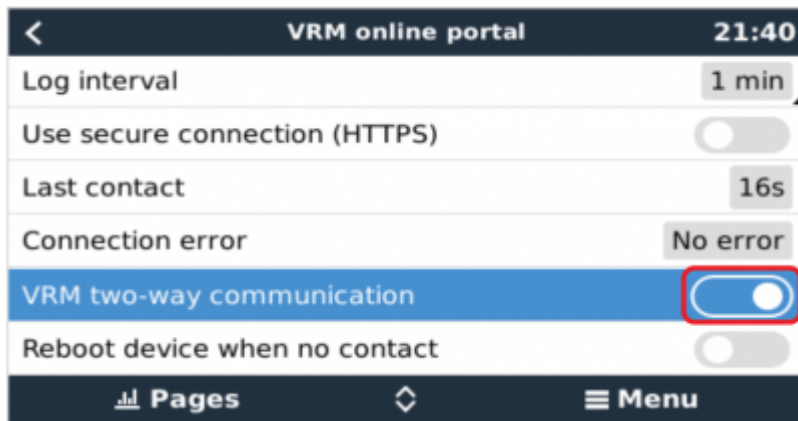 VRM online portal 21:40
Log interval 1 min
Use secure connection (HTTPS)
Last contact 16s
Connection error No error
VRM two-way communication
Reboot device when no contact
Pages Menu